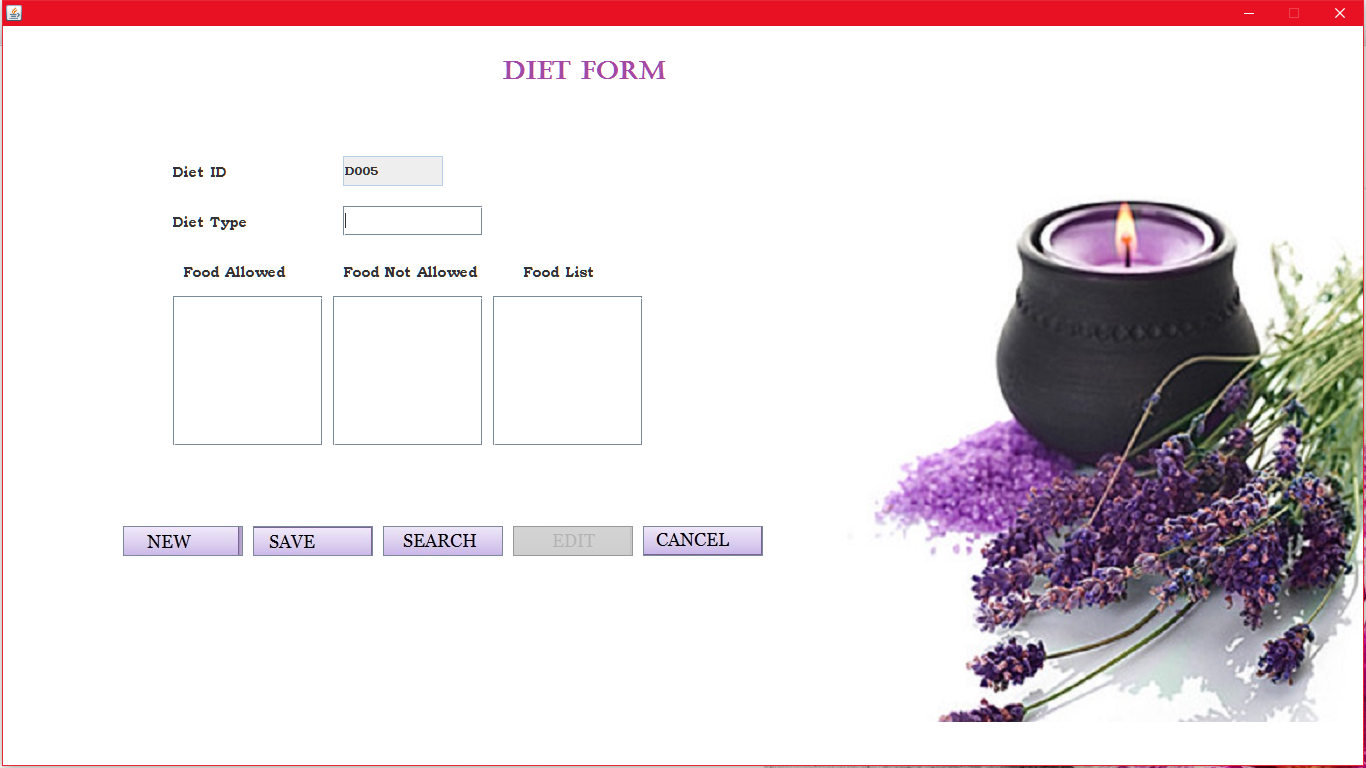 DIET FORM
Diet ID D005
Diet Type
Food Allowed Food Not Allowed Food List
NEW SAVE SEARCH EDIT CANCEL